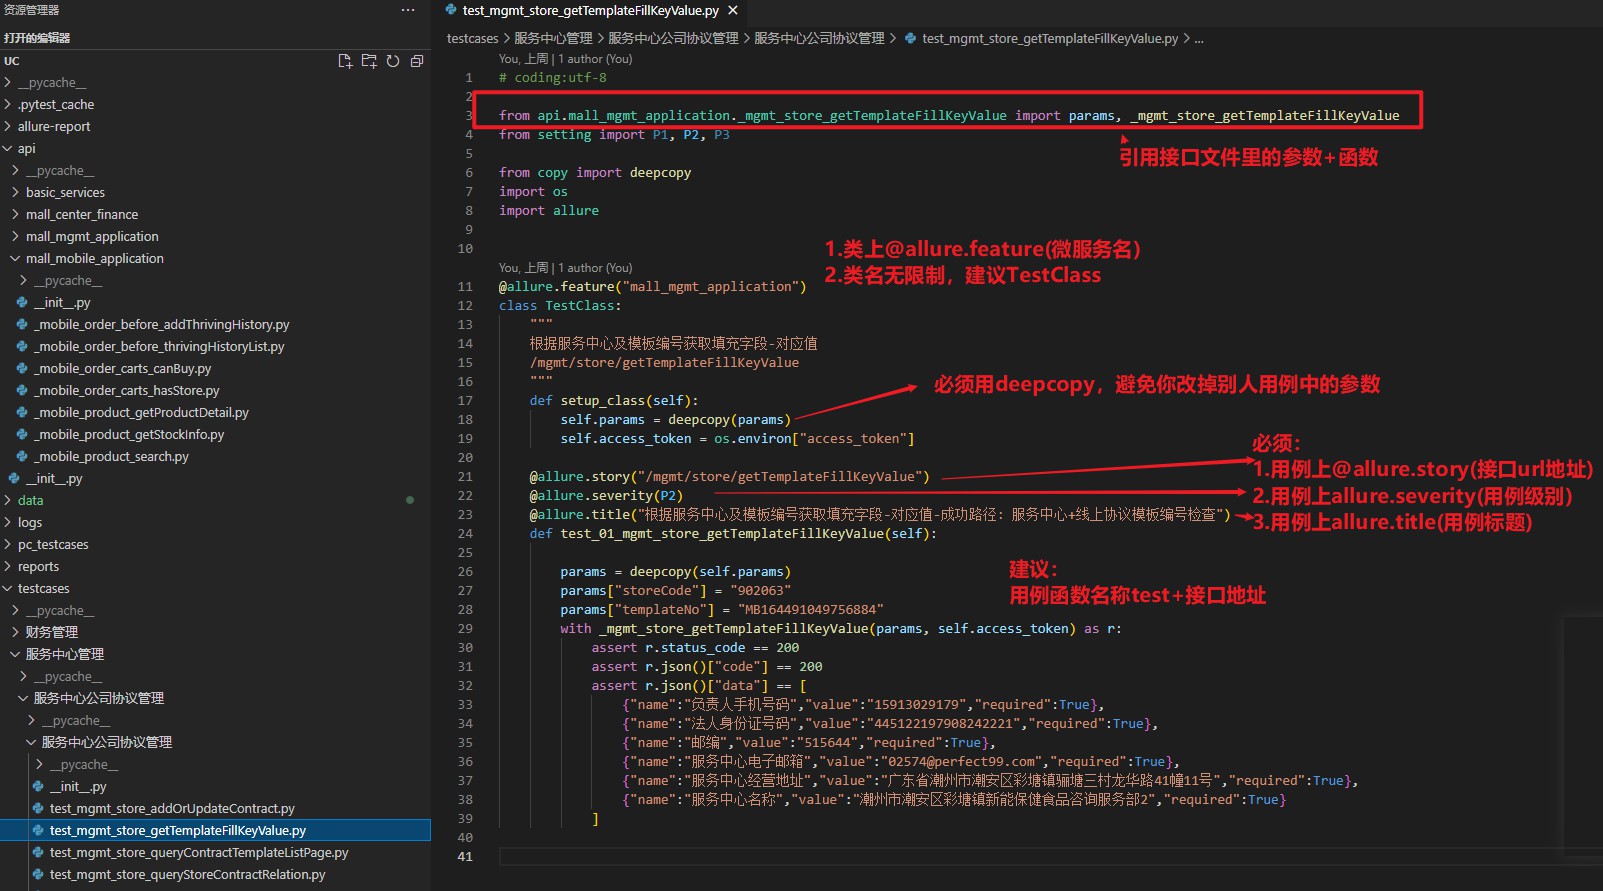 资源管理器
···
打开的编辑器
UC
__pycache__
.pytest_cache
allure-report
api
__pycache__
basic_services
mall_center_finance
mall_mgmt_application
mall_mobile_application
__pycache__
__init__.py
_mobile_order_before_addThrivingHistory.py
_mobile_order_before_thrivingHistoryList.py
_mobile_order_carts_canBuy.py
_mobile_order_carts_hasStore.py
_mobile_product_getProductDetail.py
_mobile_product_getStockInfo.py
_mobile_product_search.py
__init__.py
data
logs
pc_testcases
reports
testcases
__pycache__
财务管理
服务中心管理
__pycache__
服务中心公司协议管理
__pycache__
服务中心公司协议管理
__pycache__
__init__.py
test_mgmt_store_addOrUpdateContract.py
test_mgmt_store_getTemplateFillKeyValue.py
test_mgmt_store_queryContractTemplateListPage.py
test_mgmt_store_queryStoreContractRelation.py
test_mgmt_store_getTemplateFillKeyValue.py
testcases > 服务中心管理 > 服务中心公司协议管理 > 服务中心公司协议管理 > test_mgmt_store_getTemplateFillKeyValue.py > ...
You, 上周 | 1 author (You)
1 # coding:utf-8
2
3 from api.mall_mgmt_application._mgmt_store_getTemplateFillKeyValue import params, _mgmt_store_getTemplateFillKeyValue
4 from setting import P1, P2, P3
引用接口文件里的参数+函数
5
6 from copy import deepcopy
7 import os
8 import allure
9
10
1.类上@allure.feature(微服务名)
2.类名无限制，建议TestClass
You, 上周 | 1 author (You)
11 @allure.feature("mall_mgmt_application")
12 class TestClass:
13 """
14 根据服务中心及模板编号获取填充字段-对应值
15 /mgmt/store/getTemplateFillKeyValue
16 """
必须用deepcopy，避免你改掉别人用例中的参数
17 def setup_class(self):
18 self.params = deepcopy(params)
19 self.access_token = os.environ["access_token"]
20
必须：
1.用例上@allure.story(接口url地址)
2.用例上allure.severity(用例级别)
3.用例上allure.title(用例标题)
21 @allure.story("/mgmt/store/getTemplateFillKeyValue")
22 @allure.severity(P2)
23 @allure.title("根据服务中心及模板编号获取填充字段-对应值-成功路径: 服务中心+线上协议模板编号检查")
24 def test_01_mgmt_store_getTemplateFillKeyValue(self):
25
建议：
用例函数名称test+接口地址
26 params = deepcopy(self.params)
27 params["storeCode"] = "902063"
28 params["templateNo"] = "MB164491049756884"
29 with _mgmt_store_getTemplateFillKeyValue(params, self.access_token) as r:
30 assert r.status_code == 200
31 assert r.json()["code"] == 200
32 assert r.json()["data"] == [
33 {"name":"负责人手机号码","value":"15913029179","required":True},
34 {"name":"法人身份证号码","value":"445122197908242221","required":True},
35 {"name":"邮编","value":"515644","required":True},
36 {"name":"服务中心电子邮箱","value":"02574@perfect99.com","required":True},
37 {"name":"服务中心经营地址","value":"广东省潮州市潮安区彩塘镇骊塘三村龙华路41幢11号","required":True},
38 {"name":"服务中心名称","value":"潮州市潮安区彩塘镇新能保健食品咨询服务部2","required":True}
39 ]
40
41